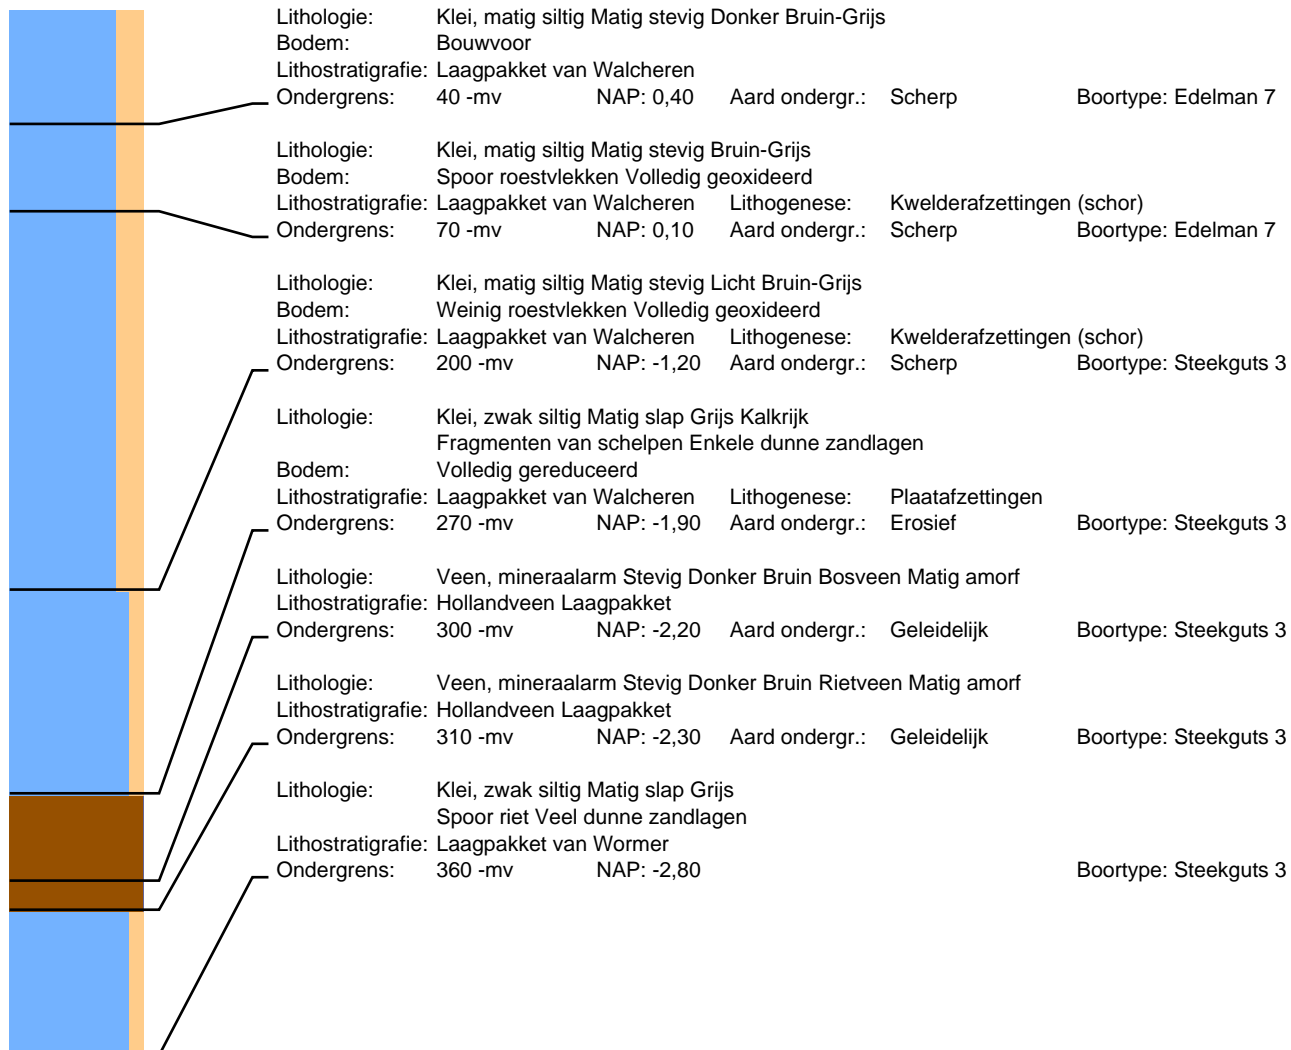 Lithologie: Klei, matig siltig Matig stevig Donker Bruin-Grijs
Bodem: Bouwvoor
Lithostratigrafie: Laagpakket van Walcheren
Ondergrens: 40 -mv NAP: 0,40 Aard ondergr.: Scherp Boortype: Edelman 7
Lithologie: Klei, matig siltig Matig stevig Bruin-Grijs
Bodem: Spoor roestvlekken Volledig geoxideerd
Lithostratigrafie: Laagpakket van Walcheren Lithogenese: Kwelderafzettingen (schor)
Ondergrens: 70 -mv NAP: 0,10 Aard ondergr.: Scherp Boortype: Edelman 7
Lithologie: Klei, matig siltig Matig stevig Licht Bruin-Grijs
Bodem: Weinig roestvlekken Volledig geoxideerd
Lithostratigrafie: Laagpakket van Walcheren Lithogenese: Kwelderafzettingen (schor)
Ondergrens: 200 -mv NAP: -1,20 Aard ondergr.: Scherp Boortype: Steekguts 3
Lithologie: Klei, zwak siltig Matig slap Grijs Kalkrijk
Fragmenten van schelpen Enkele dunne zandlagen
Bodem: Volledig gereduceerd
Lithostratigrafie: Laagpakket van Walcheren Lithogenese: Plaatafzettingen
Ondergrens: 270 -mv NAP: -1,90 Aard ondergr.: Erosief Boortype: Steekguts 3
Lithologie: Veen, mineraalarm Stevig Donker Bruin Bosveen Matig amorf
Lithostratigrafie: Hollandveen Laagpakket
Ondergrens: 300 -mv NAP: -2,20 Aard ondergr.: Geleidelijk Boortype: Steekguts 3
Lithologie: Veen, mineraalarm Stevig Donker Bruin Rietveen Matig amorf
Lithostratigrafie: Hollandveen Laagpakket
Ondergrens: 310 -mv NAP: -2,30 Aard ondergr.: Geleidelijk Boortype: Steekguts 3
Lithologie: Klei, zwak siltig Matig slap Grijs
Spoor riet Veel dunne zandlagen
Lithostratigrafie: Laagpakket van Wormer
Ondergrens: 360 -mv NAP: -2,80 Boortype: Steekguts 3